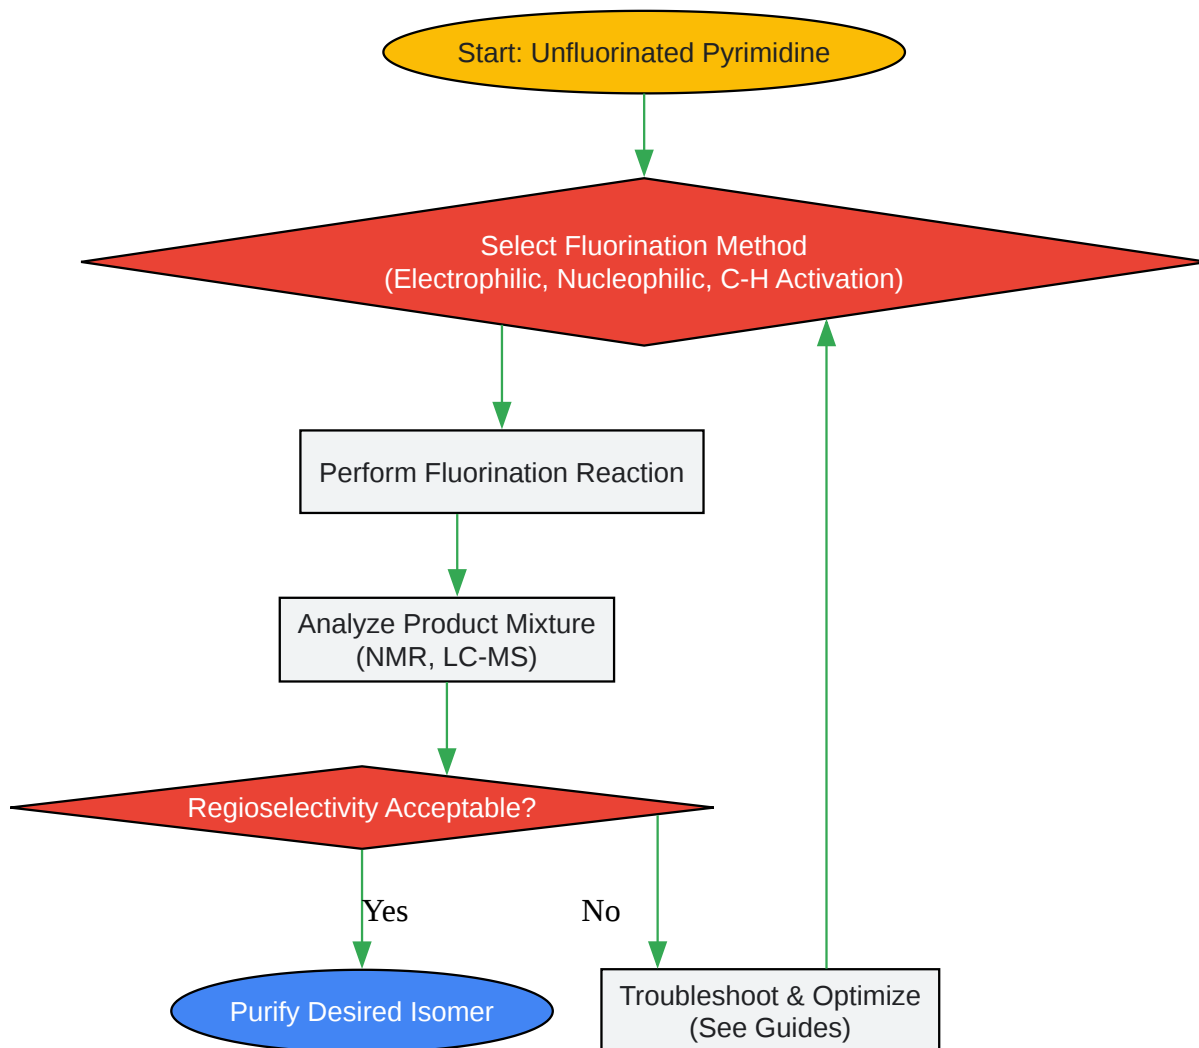 Start: Unfluorinated Pyrimidine
Select Fluorination Method
(Electrophilic, Nucleophilic, C-H Activation)
Perform Fluorination Reaction
Analyze Product Mixture
(NMR, LC-MS)
Regioselectivity Acceptable?
Yes
No
Purify Desired Isomer
Troubleshoot & Optimize
(See Guides)